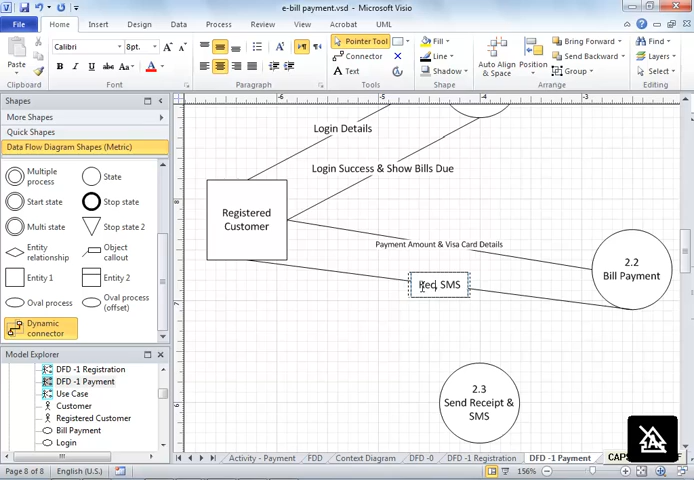 e-bill payment.vsd - Microsoft Visio
File Home Insert Design Data Process Review View Acrobat UML
Calibri 8pt.
Paste
Pointer Tool
Connector
Text
Fill
Line
Shadow
Auto Align & Space
Position
Bring Forward
Send Backward
Group
Find
Layers
Select
Clipboard Font Paragraph Tools Shape Arrange Editing
Shapes
More Shapes
Quick Shapes
Data Flow Diagram Shapes (Metric)
Multiple process
State
Start state
Stop state
Multi state
Stop state 2
Entity relationship
Object callout
Entity 1
Entity 2
Oval process
Oval process (offset)
Dynamic connector
Model Explorer
DFD -1 Registration
DFD -1 Payment
Use Case
Customer
Registered Customer
Bill Payment
Login
-6 -5 -4 -3
8
7
6
Login Details
Login Success & Show Bills Due
Registered
Customer
Payment Amount & Visa Card Details
2.2
Bill Payment
SMS
2.3
Send Receipt &
SMS
Activity - Payment FDD Context Diagram DFD -0 DFD -1 Registration DFD -1 Payment
Page 8 of 8 English (U.S.) 156%